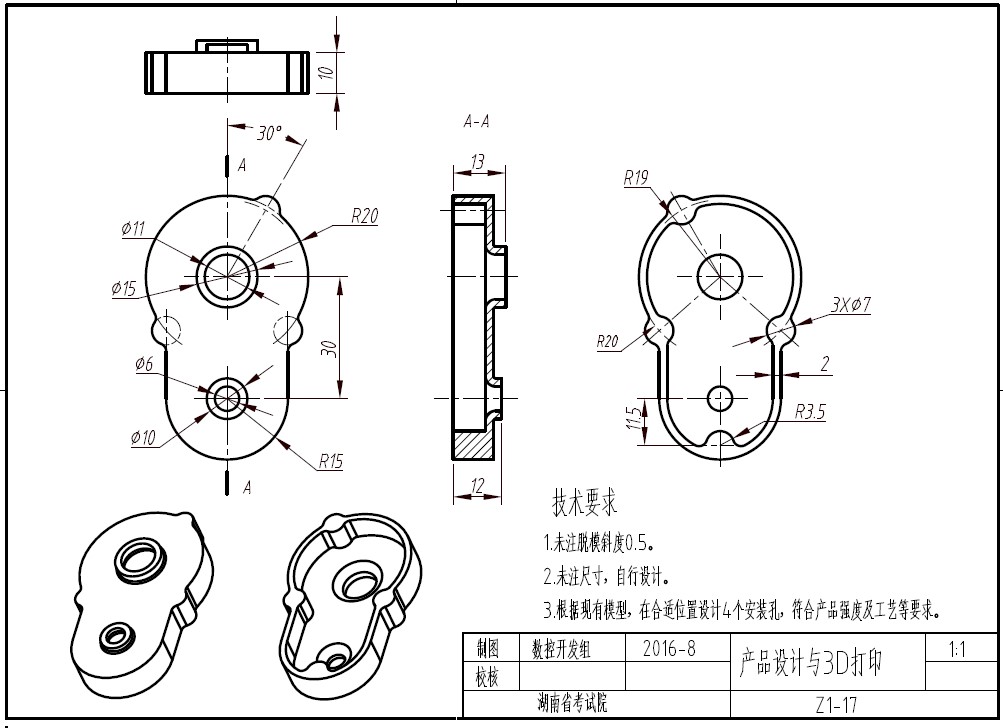 10
30°
A
A-A
13
R19
R20
Ø11
Ø15
30
3XØ7
R20
Ø6
2
11.5
R3.5
Ø10
R15
A
12
技术要求
1.未注脱模斜度0.5。
2.未注尺寸，自行设计。
3.根据现有模型，在合适位置设计4个安装孔，符合产品强度及工艺等要求。
制图 数控开发组 2016-8 产品设计与3D打印 1:1
校核
湖南省考试院 Z1-17